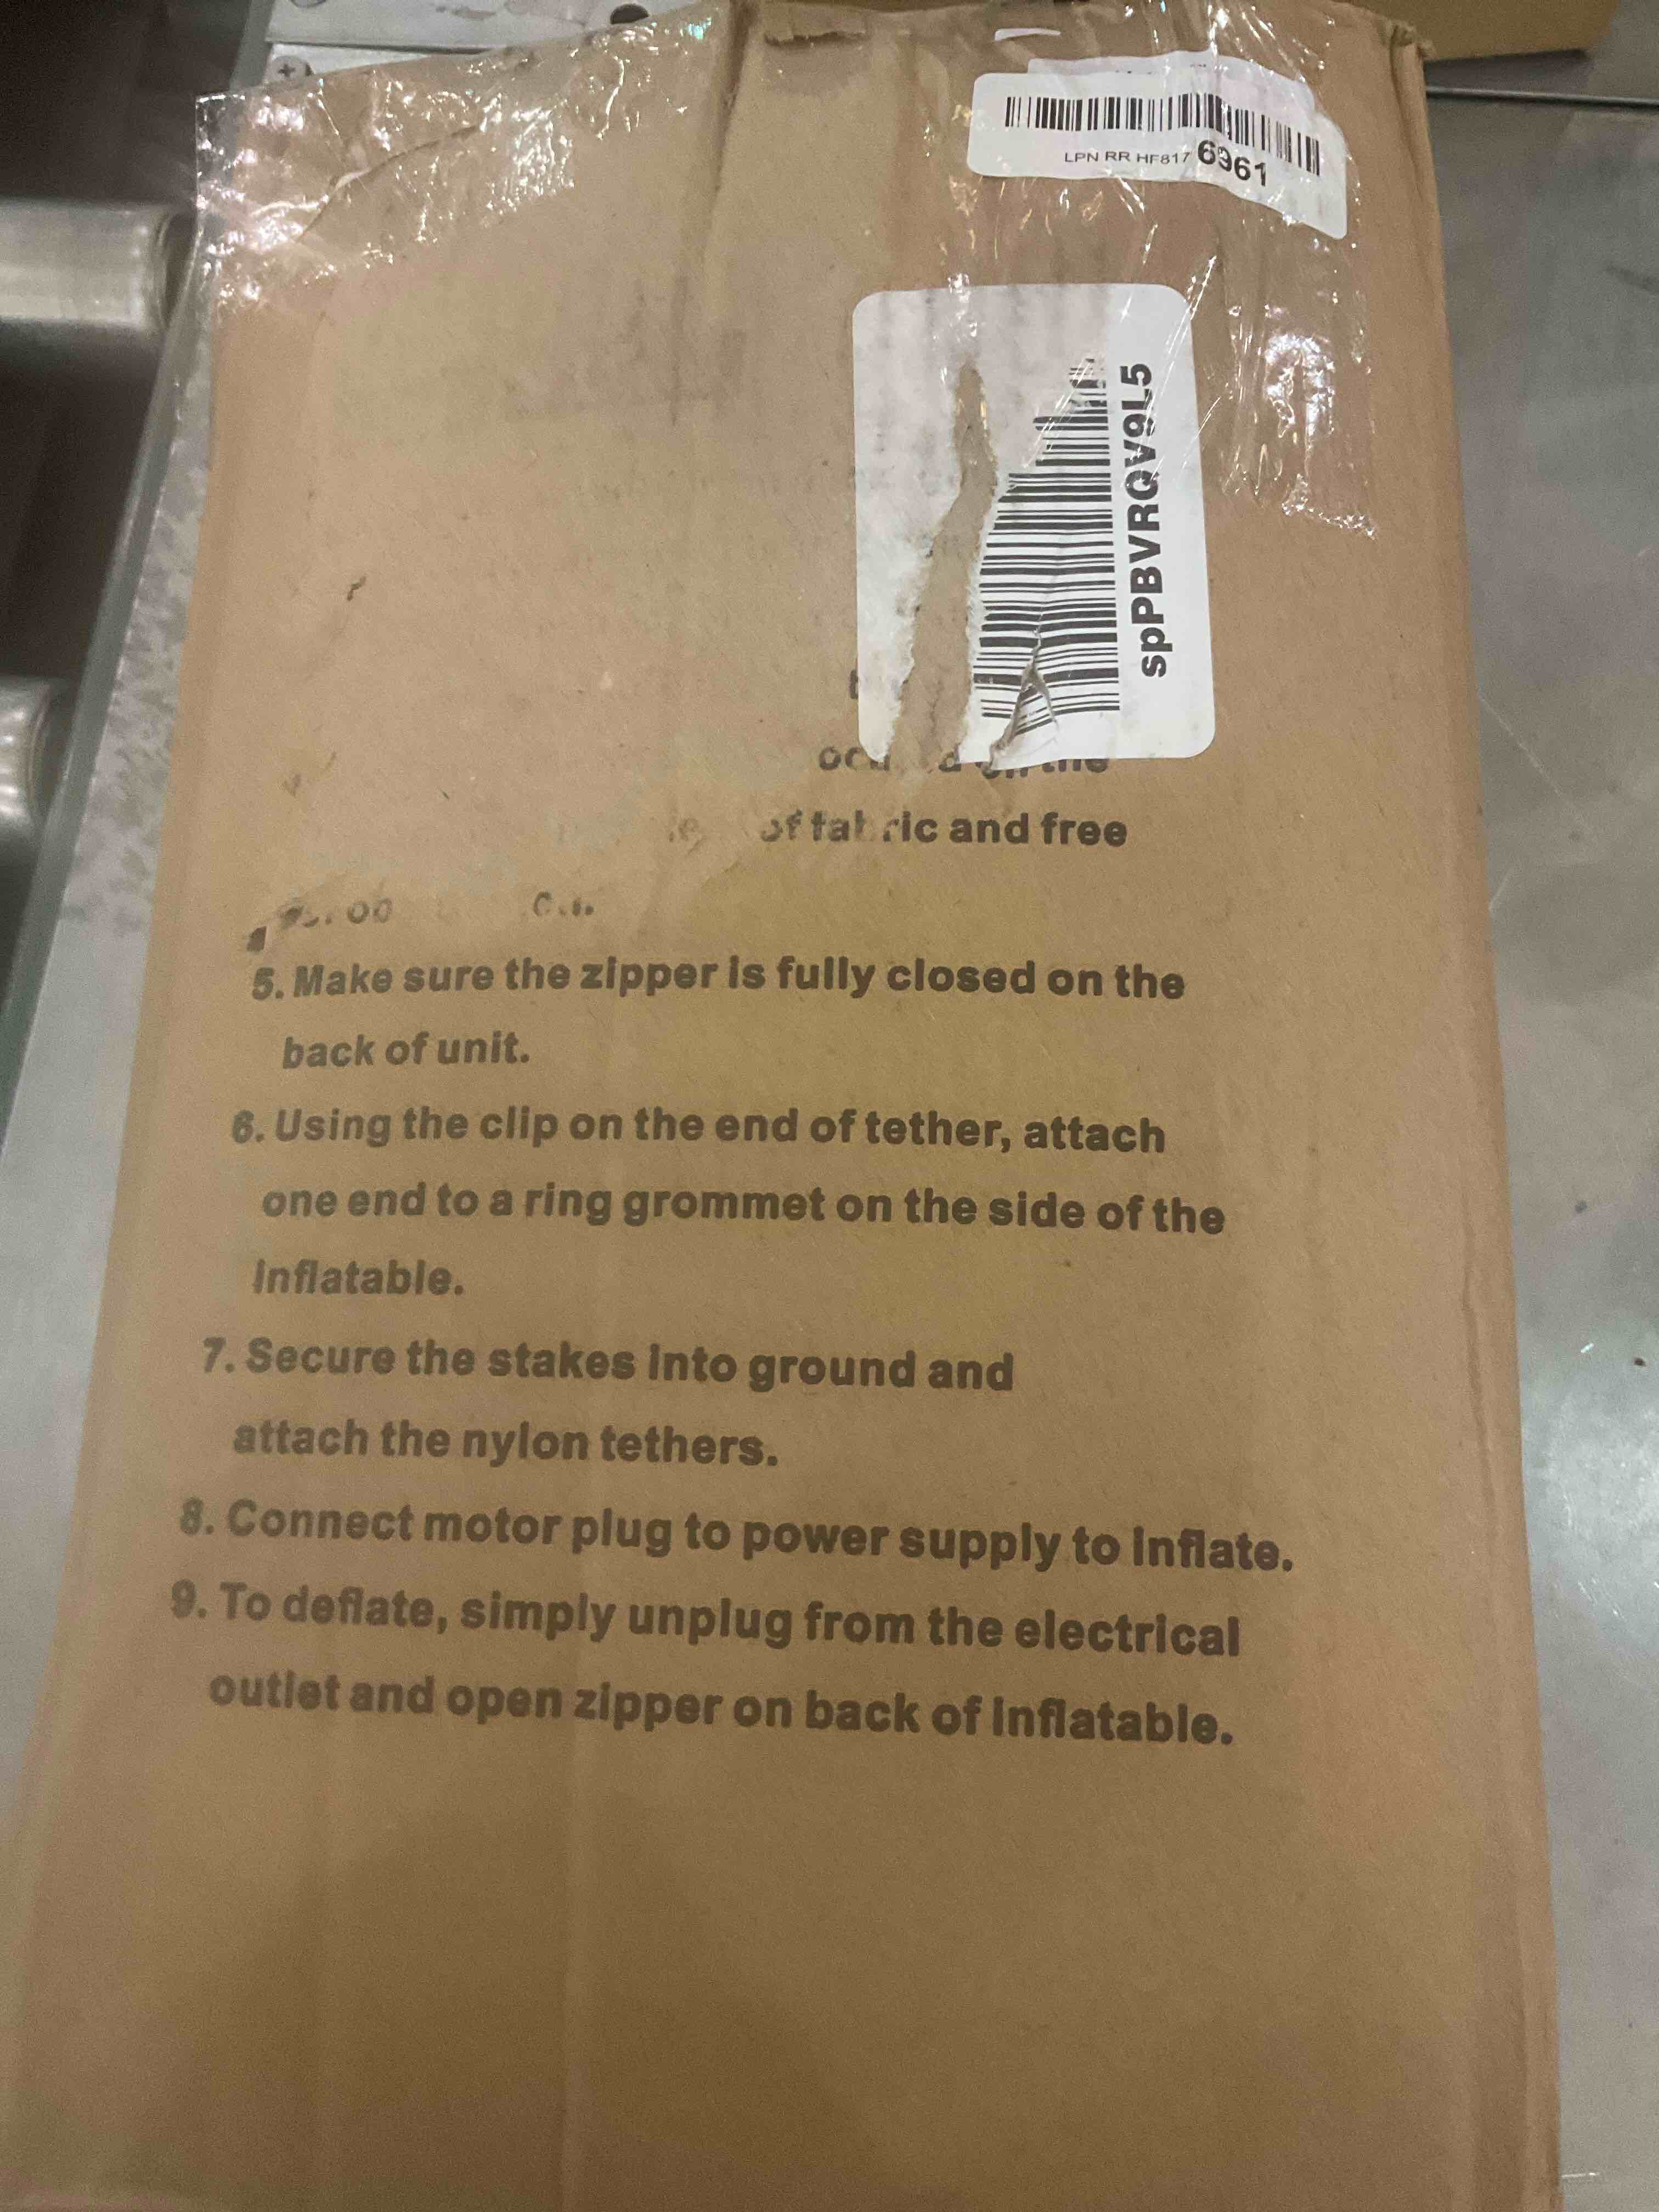 LPN RR HF817 6961
spPBVRQV9L5
the
of fabric and free
5. Make sure the zipper is fully closed on the
back of unit.
6. Using the clip on the end of tether, attach
one end to a ring grommet on the side of the
Inflatable.
7. Secure the stakes into ground and
attach the nylon tethers.
8. Connect motor plug to power supply to Inflate.
9. To deflate, simply unplug from the electrical
outlet and open zipper on back of Inflatable.